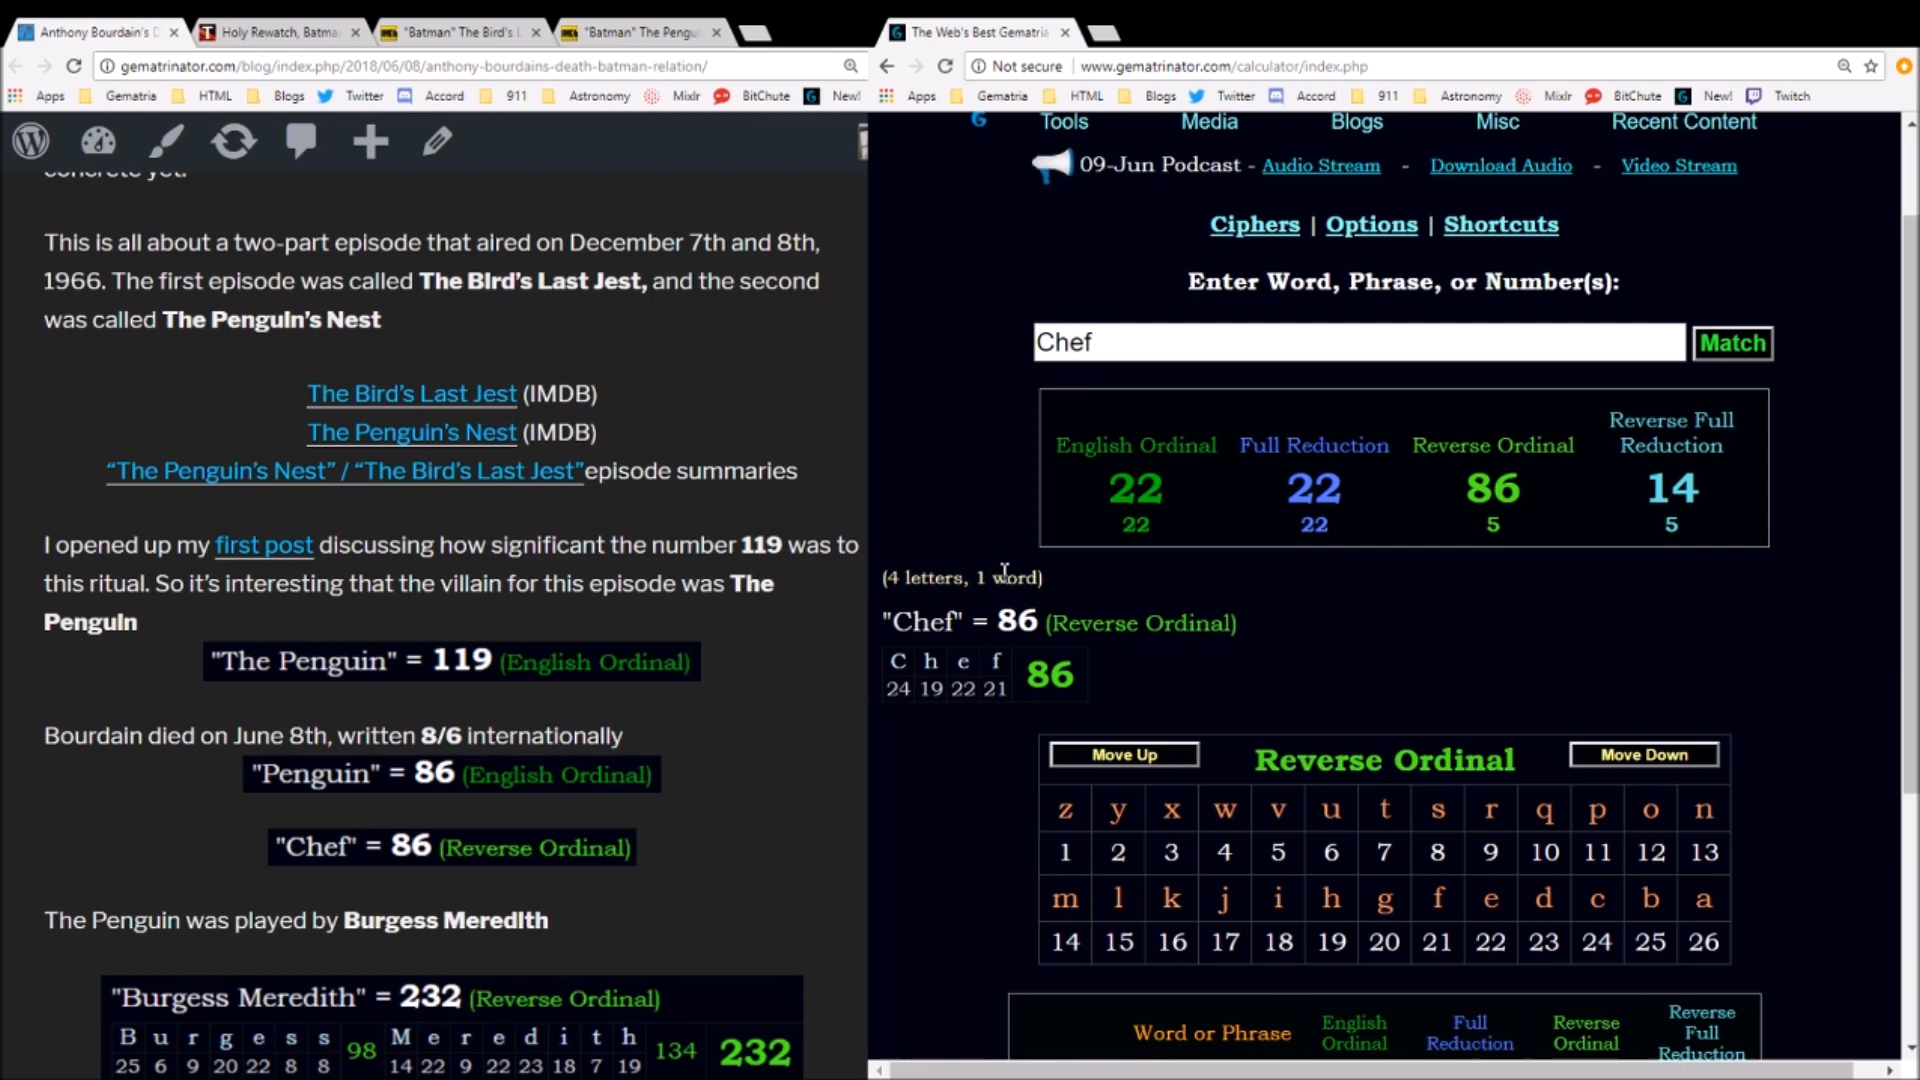 Anthony Bourdain's D
Holy Rewatch, Batma
"Batman" The Bird's L
"Batman" The Pengu
The Web's Best Gematria
gematrinator.com/blog/index.php/2018/06/08/anthony-bourdains-death-batman-relation/
Not secure
www.gematrinator.com/calculator/index.php
Apps Gematria HTML Blogs Twitter Accord 911 Astronomy Mixlr BitChute New!
Apps Gematria HTML Blogs Twitter Accord 911 Astronomy Mixlr BitChute New! Twitch
concrete yet.
This is all about a two-part episode that aired on December 7th and 8th,
1966. The first episode was called The Bird's Last Jest, and the second
was called The Penguin's Nest
The Bird's Last Jest (IMDB)
The Penguin's Nest (IMDB)
"The Penguin's Nest" / "The Bird's Last Jest"episode summaries
I opened up my first post discussing how significant the number 119 was to
this ritual. So it's interesting that the villain for this episode was The
Penguin
"The Penguin" = 119 (English Ordinal)
Bourdain died on June 8th, written 8/6 internationally
"Penguin" = 86 (English Ordinal)
"Chef" = 86 (Reverse Ordinal)
The Penguin was played by Burgess Meredith
"Burgess Meredith" = 232 (Reverse Ordinal)
B u r g e s s 98 M e r e d i t h 134 232
25 6 9 20 22 8 8 14 22 9 22 23 18 7 19
Tools Media Blogs Misc Recent Content
09-Jun Podcast - Audio Stream - Download Audio - Video Stream
Ciphers | Options | Shortcuts
Enter Word, Phrase, or Number(s):
Chef
Match
English Ordinal Full Reduction Reverse Ordinal Reverse Full Reduction
22 22 86 14
22 22 5 5
(4 letters, 1 word)
"Chef" = 86 (Reverse Ordinal)
C h e f 86
24 19 22 21
Move Up Reverse Ordinal Move Down
z y x w v u t s r q p o n
1 2 3 4 5 6 7 8 9 10 11 12 13
m l k j i h g f e d c b a
14 15 16 17 18 19 20 21 22 23 24 25 26
Word or Phrase English Ordinal Full Reduction Reverse Ordinal Reverse Full Reduction